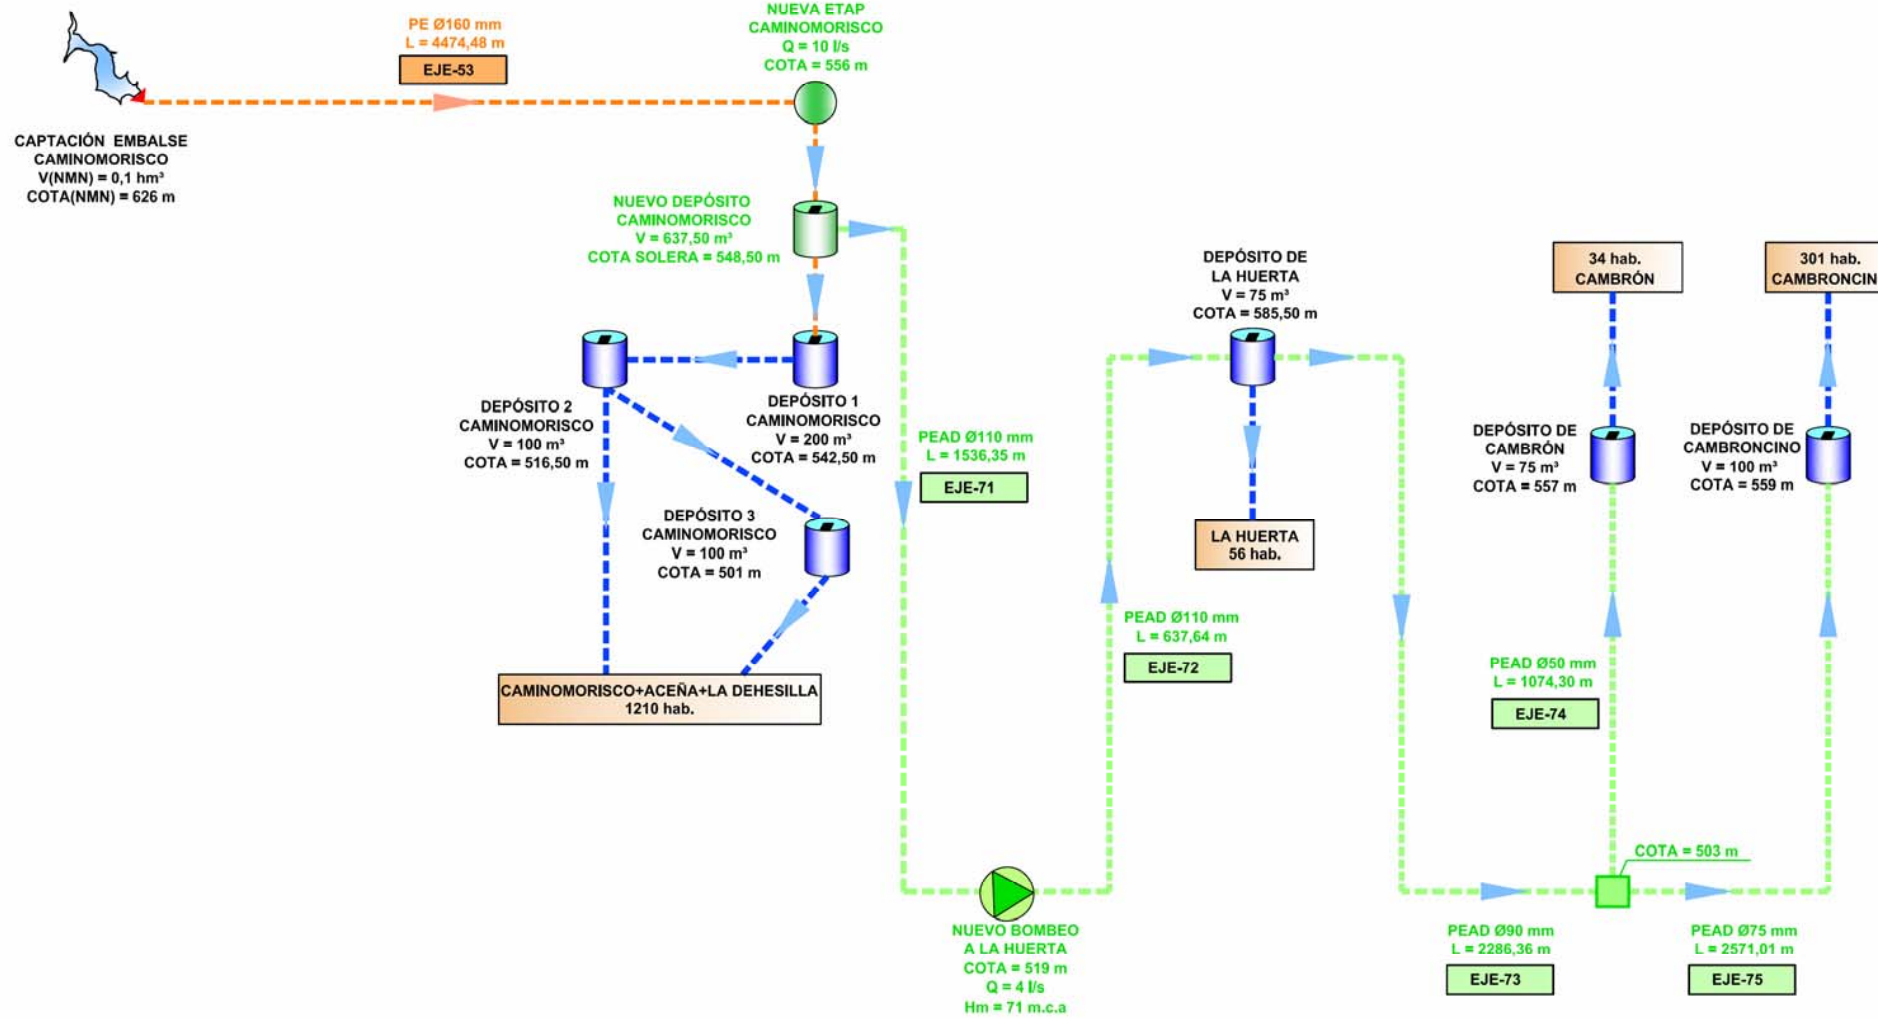 PE Ø160 mm
L = 4474,48 m
EJE-53
NUEVA ETAP
CAMINOMORISCO
Q = 10 l/s
COTA = 556 m
CAPTACIÓN EMBALSE
CAMINOMORISCO
V(NMN) = 0,1 hm³
COTA(NMN) = 626 m
NUEVO DEPÓSITO
CAMINOMORISCO
V = 637,50 m³
COTA SOLERA = 548,50 m
DEPÓSITO DE
LA HUERTA
V = 75 m³
COTA = 585,50 m
34 hab.
CAMBRÓN
301 hab.
CAMBRONCIN
DEPÓSITO 2
CAMINOMORISCO
V = 100 m³
COTA = 516,50 m
DEPÓSITO 1
CAMINOMORISCO
V = 200 m³
COTA = 542,50 m
PEAD Ø110 mm
L = 1536,35 m
EJE-71
DEPÓSITO DE
CAMBRÓN
V = 75 m³
COTA = 557 m
DEPÓSITO DE
CAMBRONCINO
V = 100 m³
COTA = 559 m
DEPÓSITO 3
CAMINOMORISCO
V = 100 m³
COTA = 501 m
LA HUERTA
56 hab.
PEAD Ø110 mm
L = 637,64 m
EJE-72
PEAD Ø50 mm
L = 1074,30 m
EJE-74
CAMINOMORISCO+ACEÑA+LA DEHESILLA
1210 hab.
COTA = 503 m
NUEVO BOMBEO
A LA HUERTA
COTA = 519 m
Q = 4 l/s
Hm = 71 m.c.a
PEAD Ø90 mm
L = 2286,36 m
EJE-73
PEAD Ø75 mm
L = 2571,01 m
EJE-75